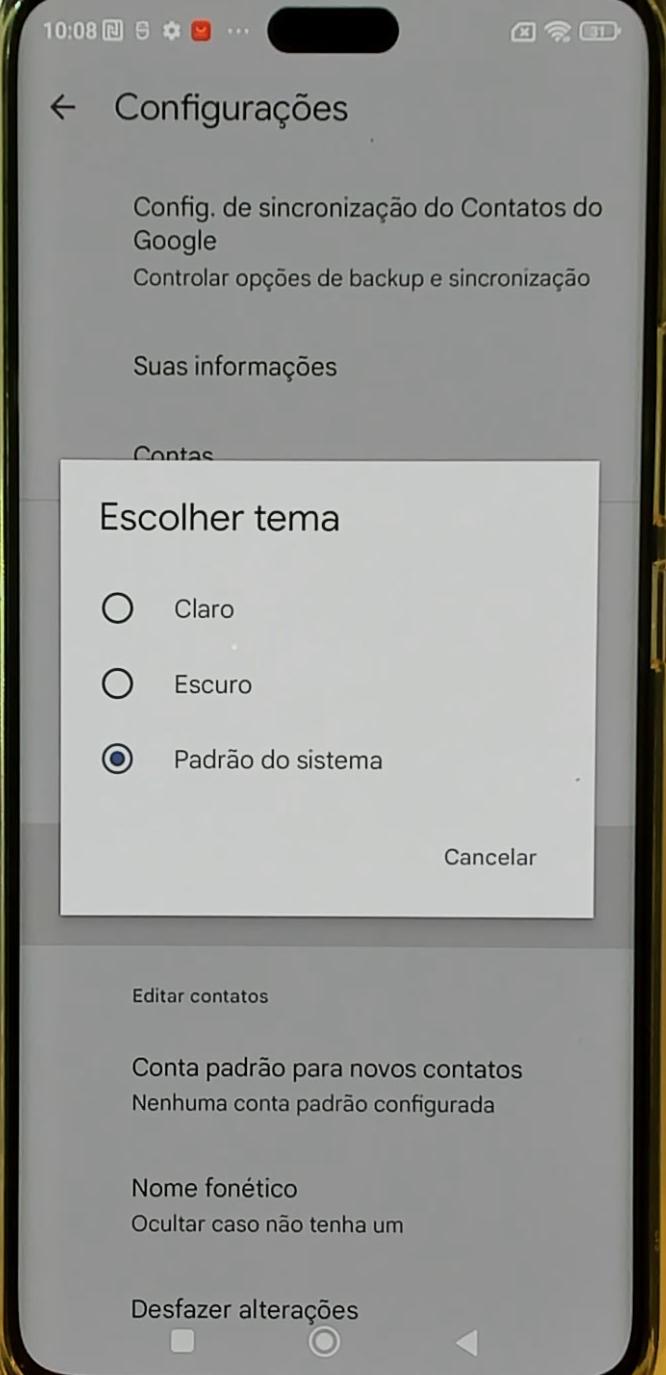 10:08
31
Configurações
Config. de sincronização do Contatos do
Google
Controlar opções de backup e sincronização
Suas informações
Contas
Escolher tema
Claro
Escuro
Padrão do sistema
Cancelar
Editar contatos
Conta padrão para novos contatos
Nenhuma conta padrão configurada
Nome fonético
Ocultar caso não tenha um
Desfazer alterações